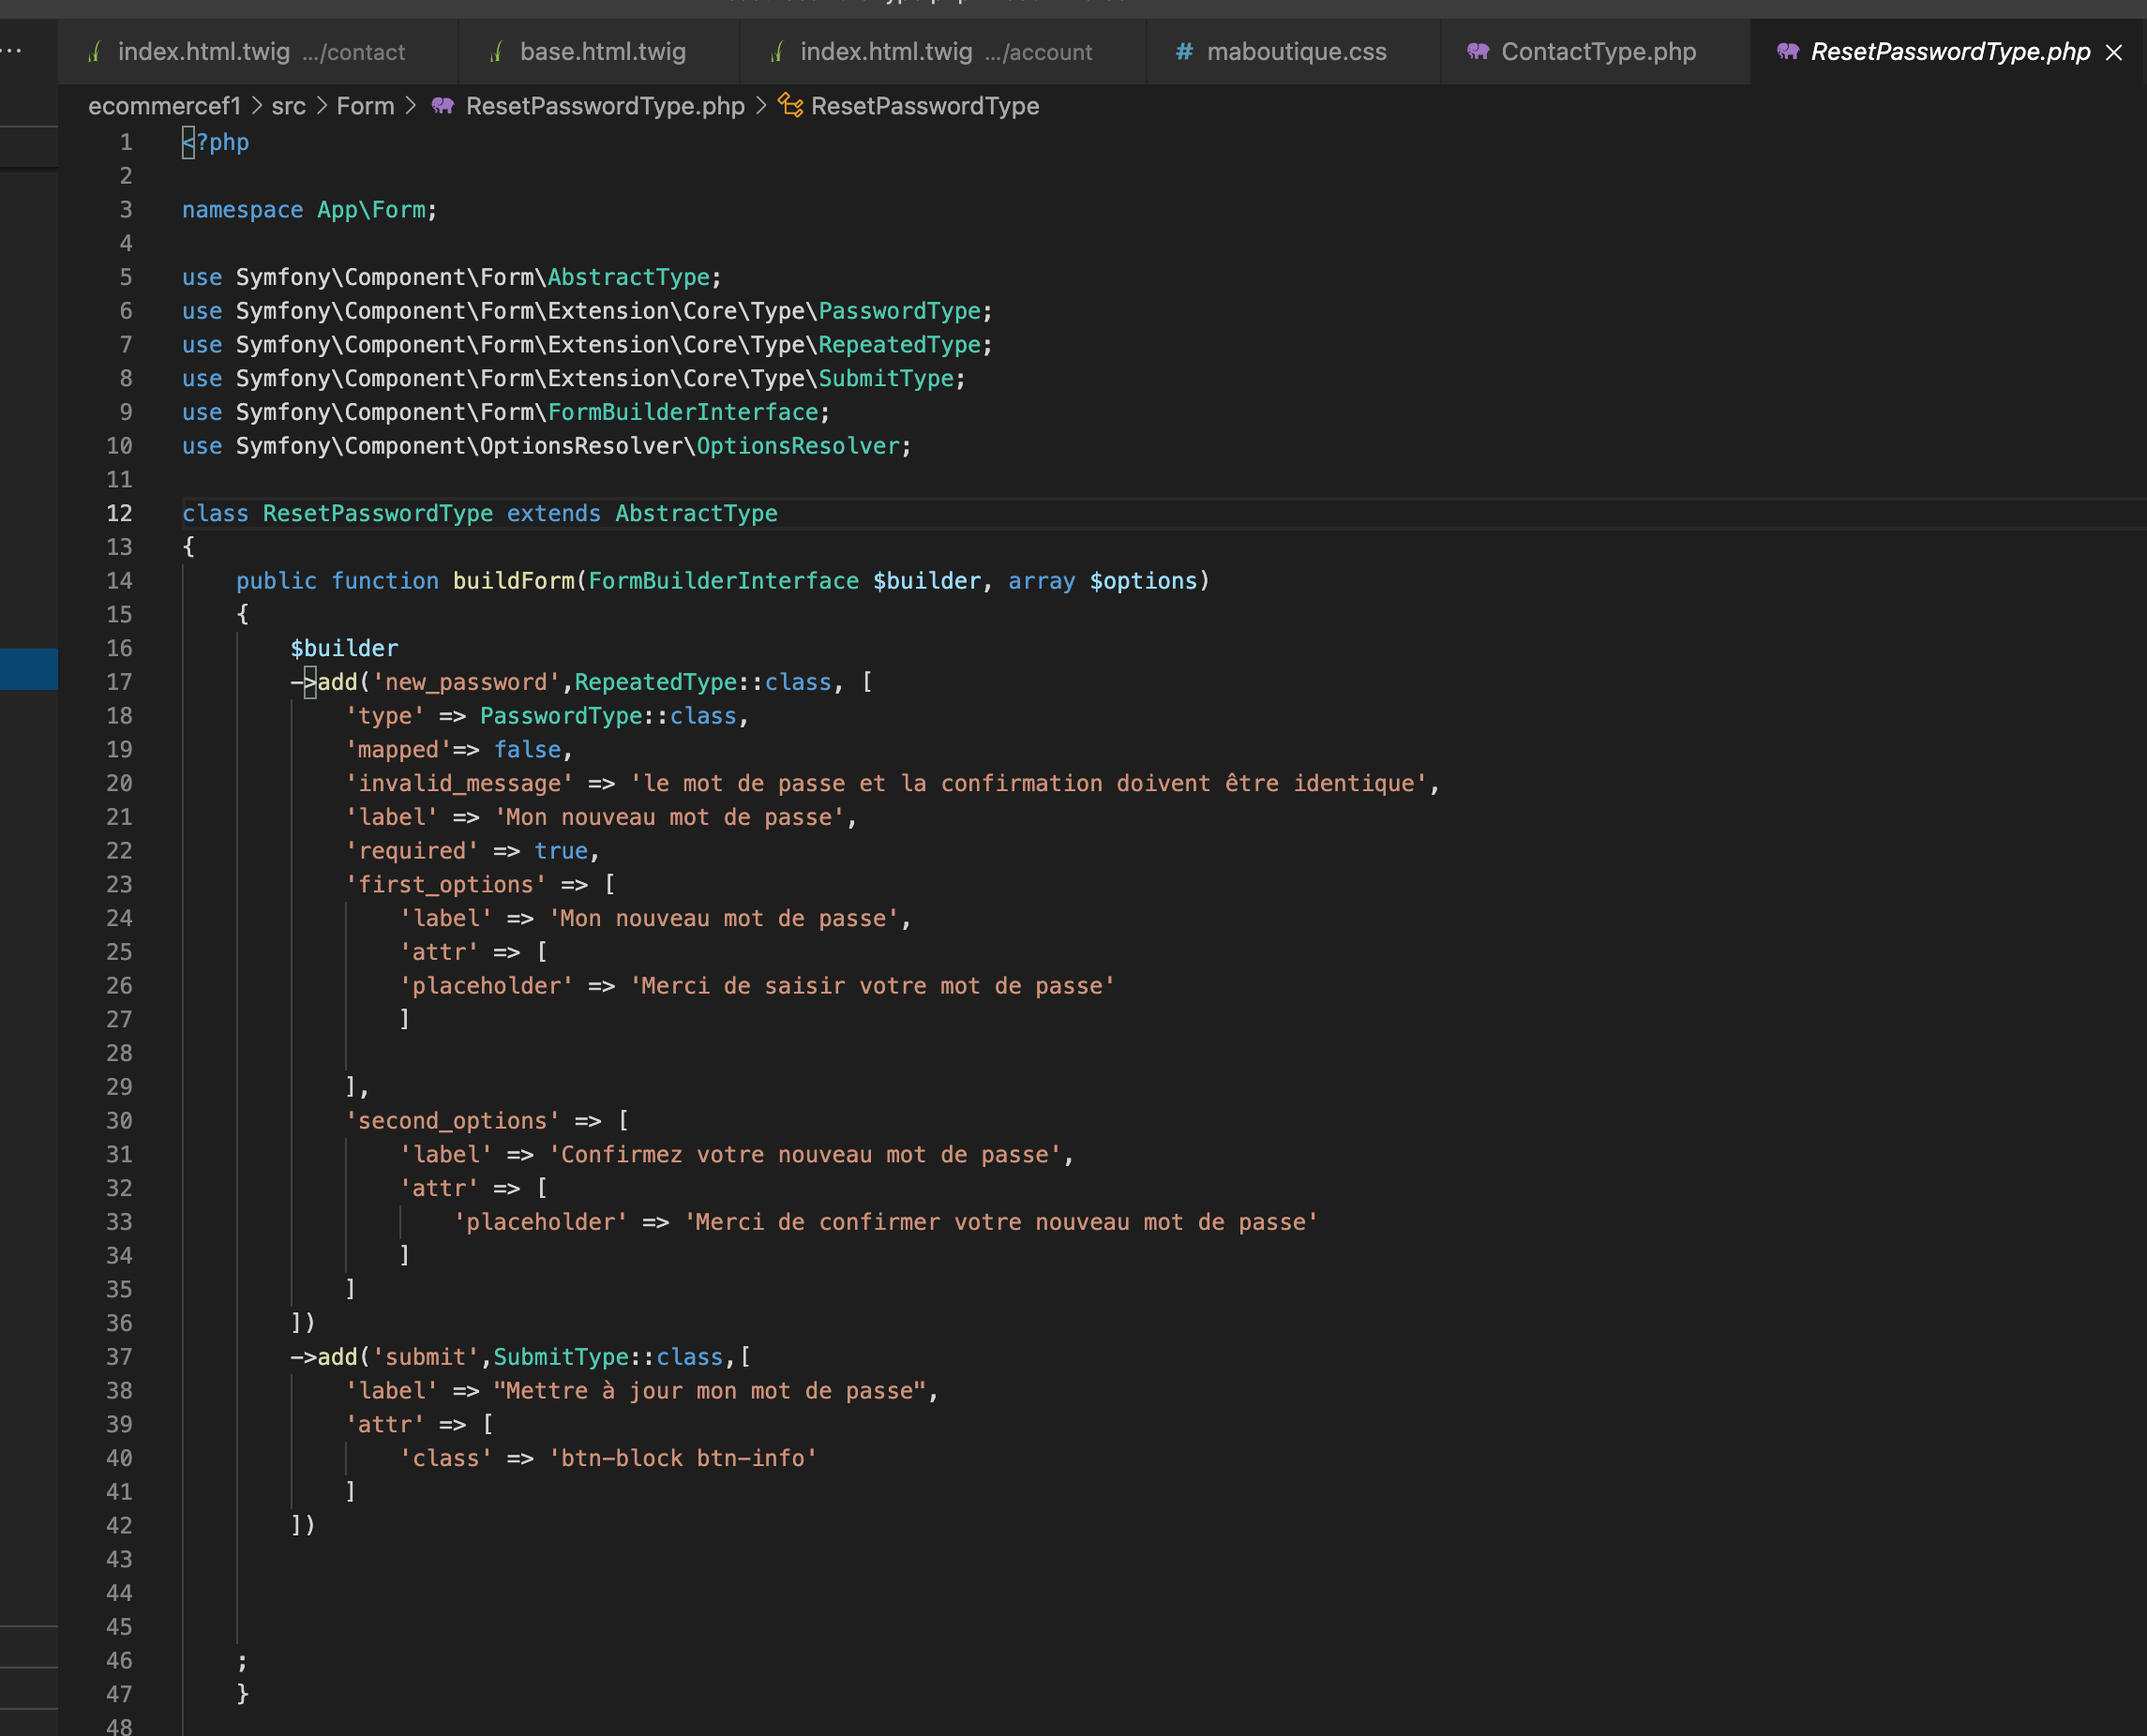 index.html.twig .../contact
base.html.twig
index.html.twig .../account
# maboutique.css
ContactType.php
ResetPasswordType.php ×
ecommercef1 > src > Form > ResetPasswordType.php > ResetPasswordType
1 <?php
2
3 namespace App\Form;
4
5 use Symfony\Component\Form\AbstractType;
6 use Symfony\Component\Form\Extension\Core\Type\PasswordType;
7 use Symfony\Component\Form\Extension\Core\Type\RepeatedType;
8 use Symfony\Component\Form\Extension\Core\Type\SubmitType;
9 use Symfony\Component\Form\FormBuilderInterface;
10 use Symfony\Component\OptionsResolver\OptionsResolver;
11
12 class ResetPasswordType extends AbstractType
13 {
14     public function buildForm(FormBuilderInterface $builder, array $options)
15     {
16         $builder
17         ->add('new_password',RepeatedType::class, [
18             'type' => PasswordType::class,
19             'mapped'=> false,
20             'invalid_message' => 'le mot de passe et la confirmation doivent être identique',
21             'label' => 'Mon nouveau mot de passe',
22             'required' => true,
23             'first_options' => [
24                 'label' => 'Mon nouveau mot de passe',
25                 'attr' => [
26                 'placeholder' => 'Merci de saisir votre mot de passe'
27                 ]
28
29             ],
30             'second_options' => [
31                 'label' => 'Confirmez votre nouveau mot de passe',
32                 'attr' => [
33                     'placeholder' => 'Merci de confirmer votre nouveau mot de passe'
34                 ]
35             ]
36         ])
37         ->add('submit',SubmitType::class,[
38             'label' => "Mettre à jour mon mot de passe",
39             'attr' => [
40                 'class' => 'btn-block btn-info'
41             ]
42         ])
43
44
45
46     ;
47     }
48